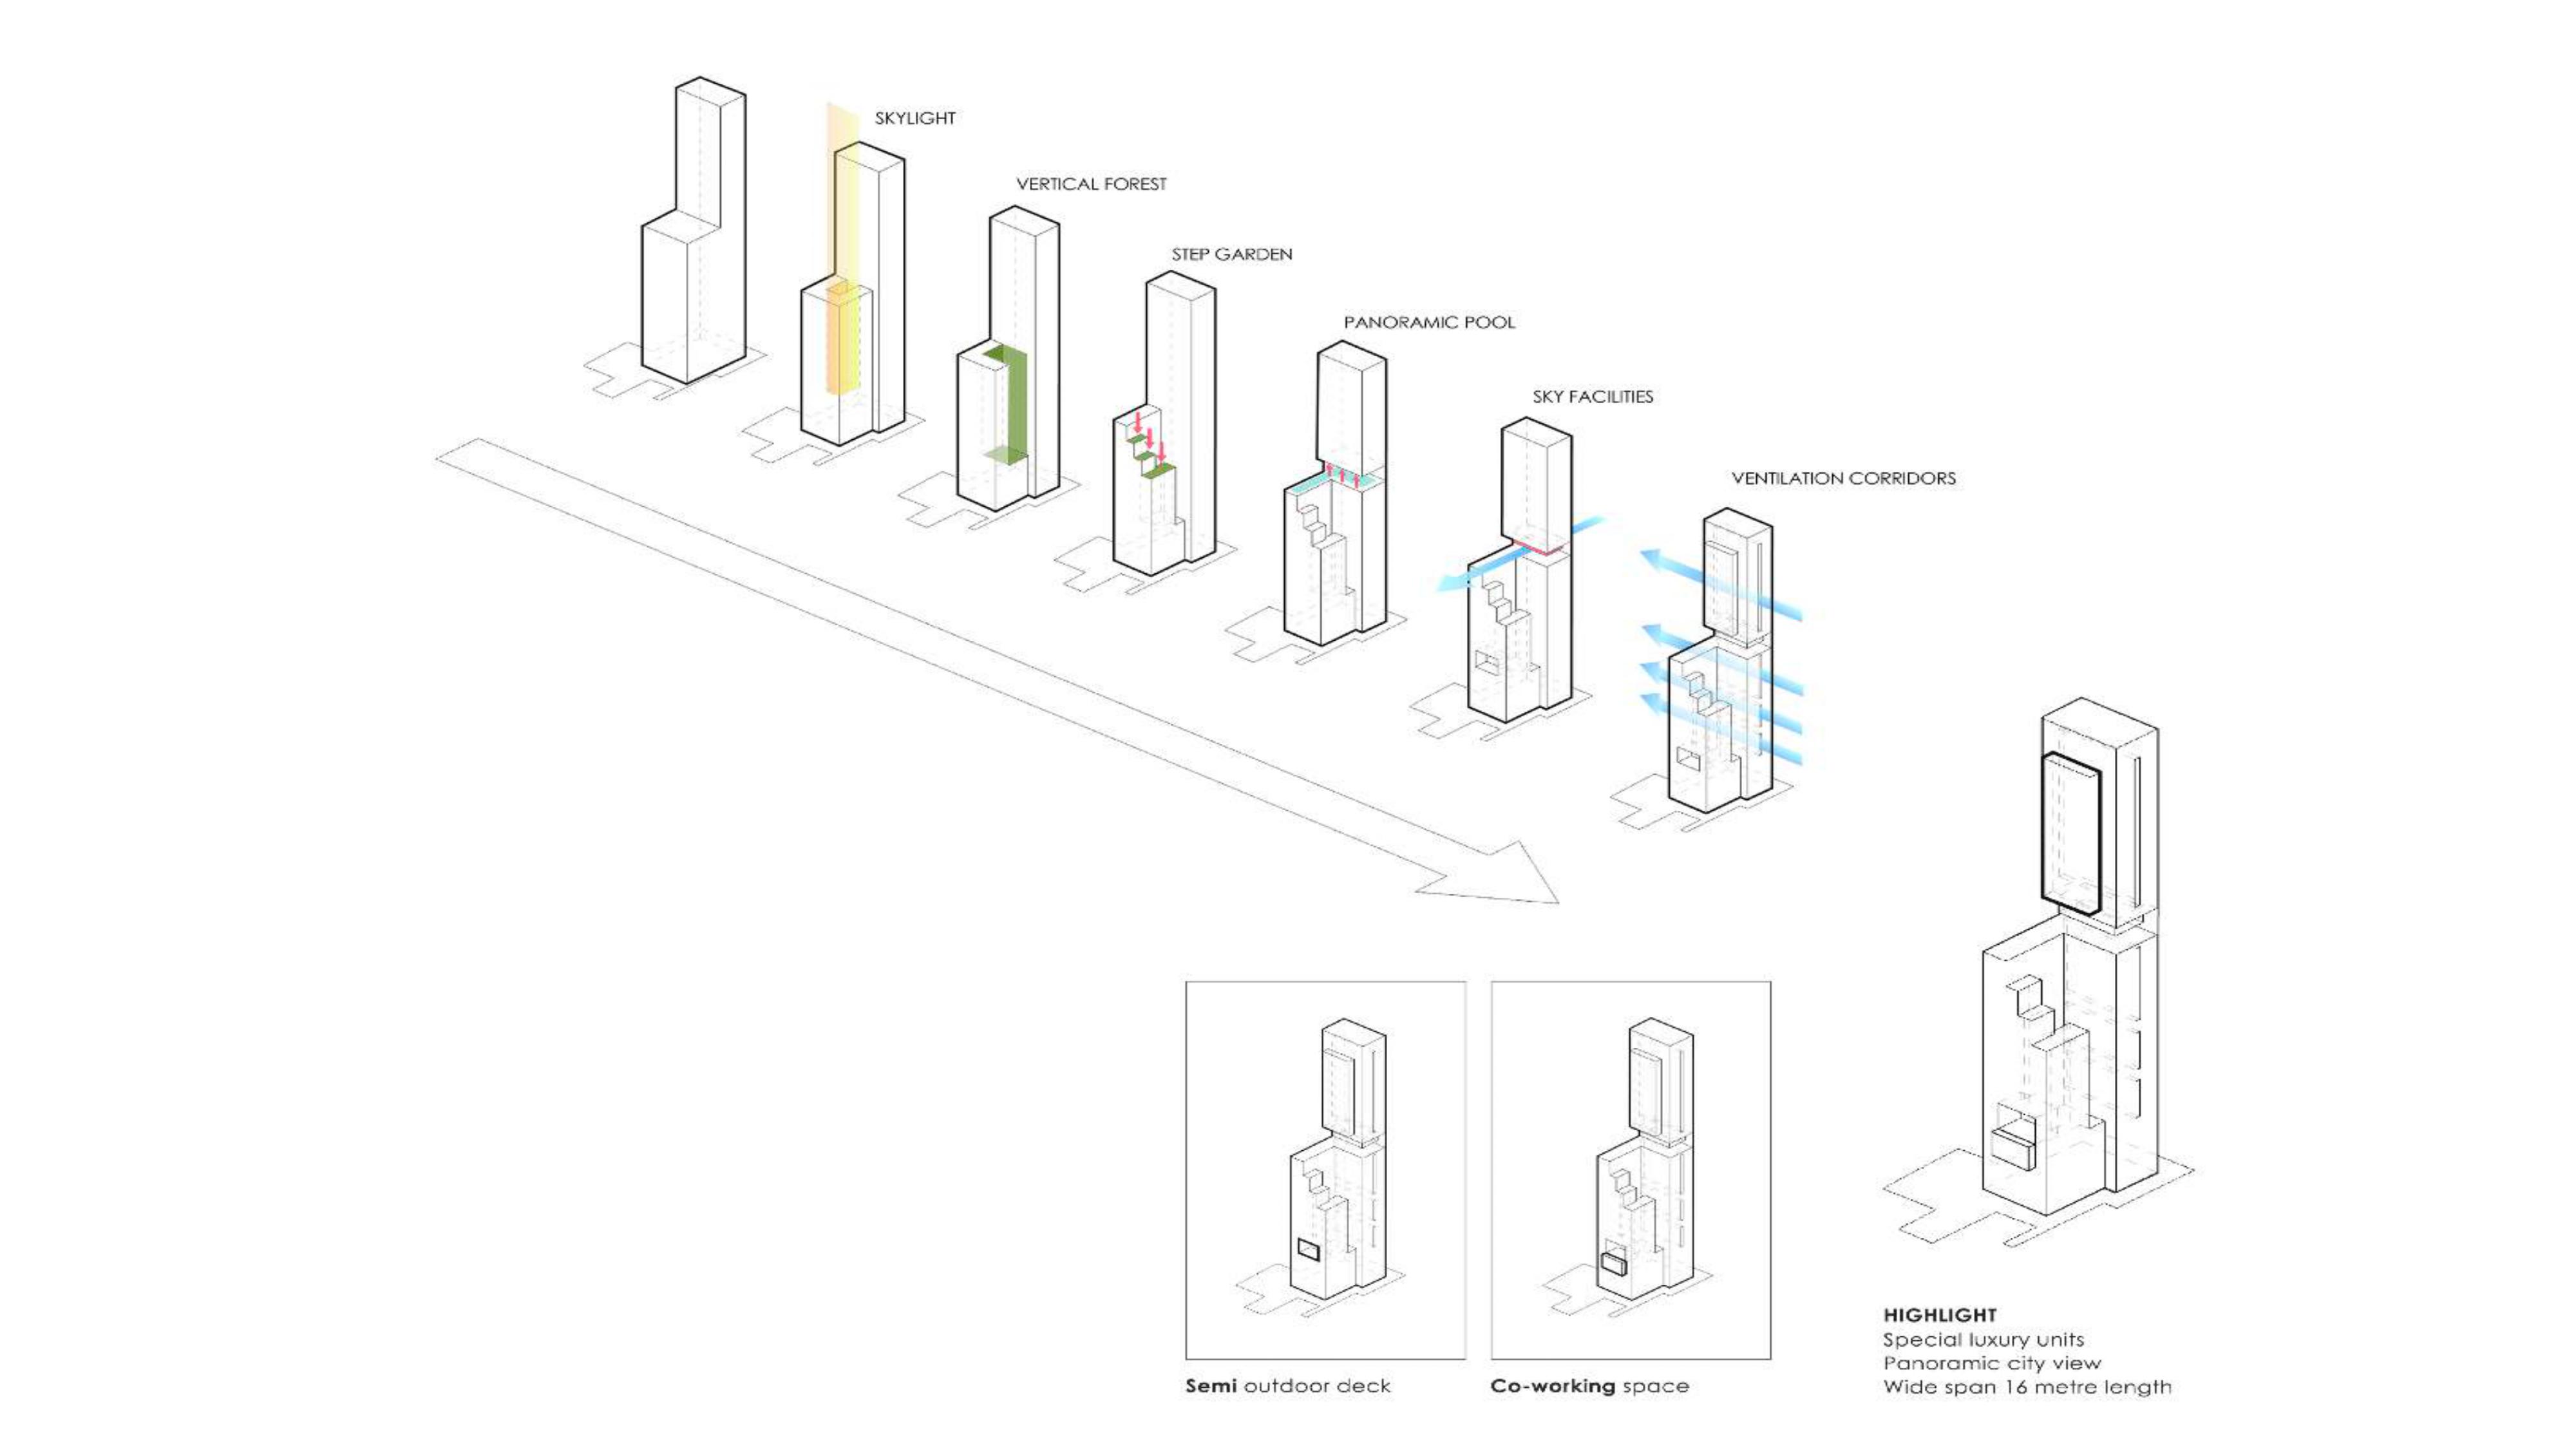 SKYLIGHT
VERTICAL FOREST
STEP GARDEN
PANORAMIC POOL
SKY FACILITIES
VENTILATION CORRIDORS
Semi outdoor deck
Co-working space
HIGHLIGHT
Special luxury units
Panoramic city view
Wide span 16 metre length